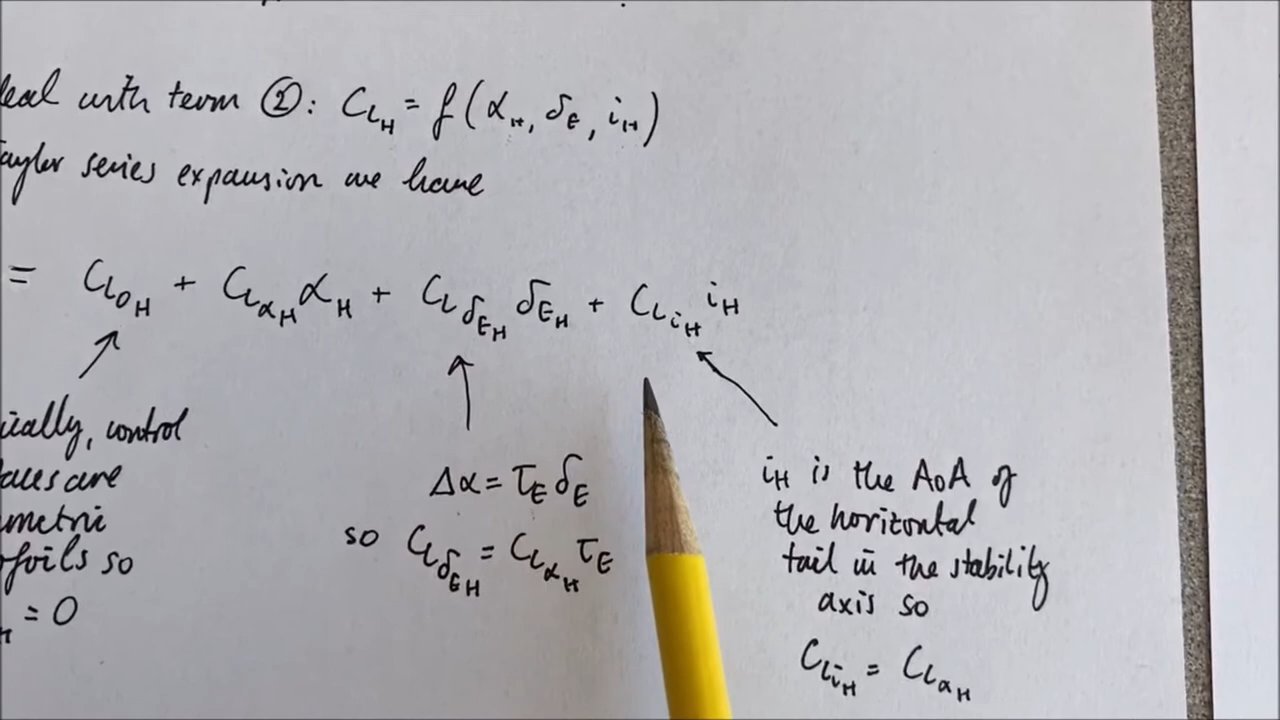 deal with term ②: C_{L_H} = f(α_H, δ_E, i_H)
Taylor series expansion we have
= C_{L_{0_H}} + C_{L_{α_H}} α_H + C_{L_{δ_{E_H}}} δ_{E_H} + C_{L_{i_H}} i_H
ically, control
faces are
mmetric
ofoils so
H = 0
Δα = τ_E δ_E
so C_{L_{δ_{E_H}}} = C_{L_{α_H}} τ_E
i_H is the AoA of
the horizontal
tail in the stability
axis so
C_{L_{i_H}} = C_{L_{α_H}}